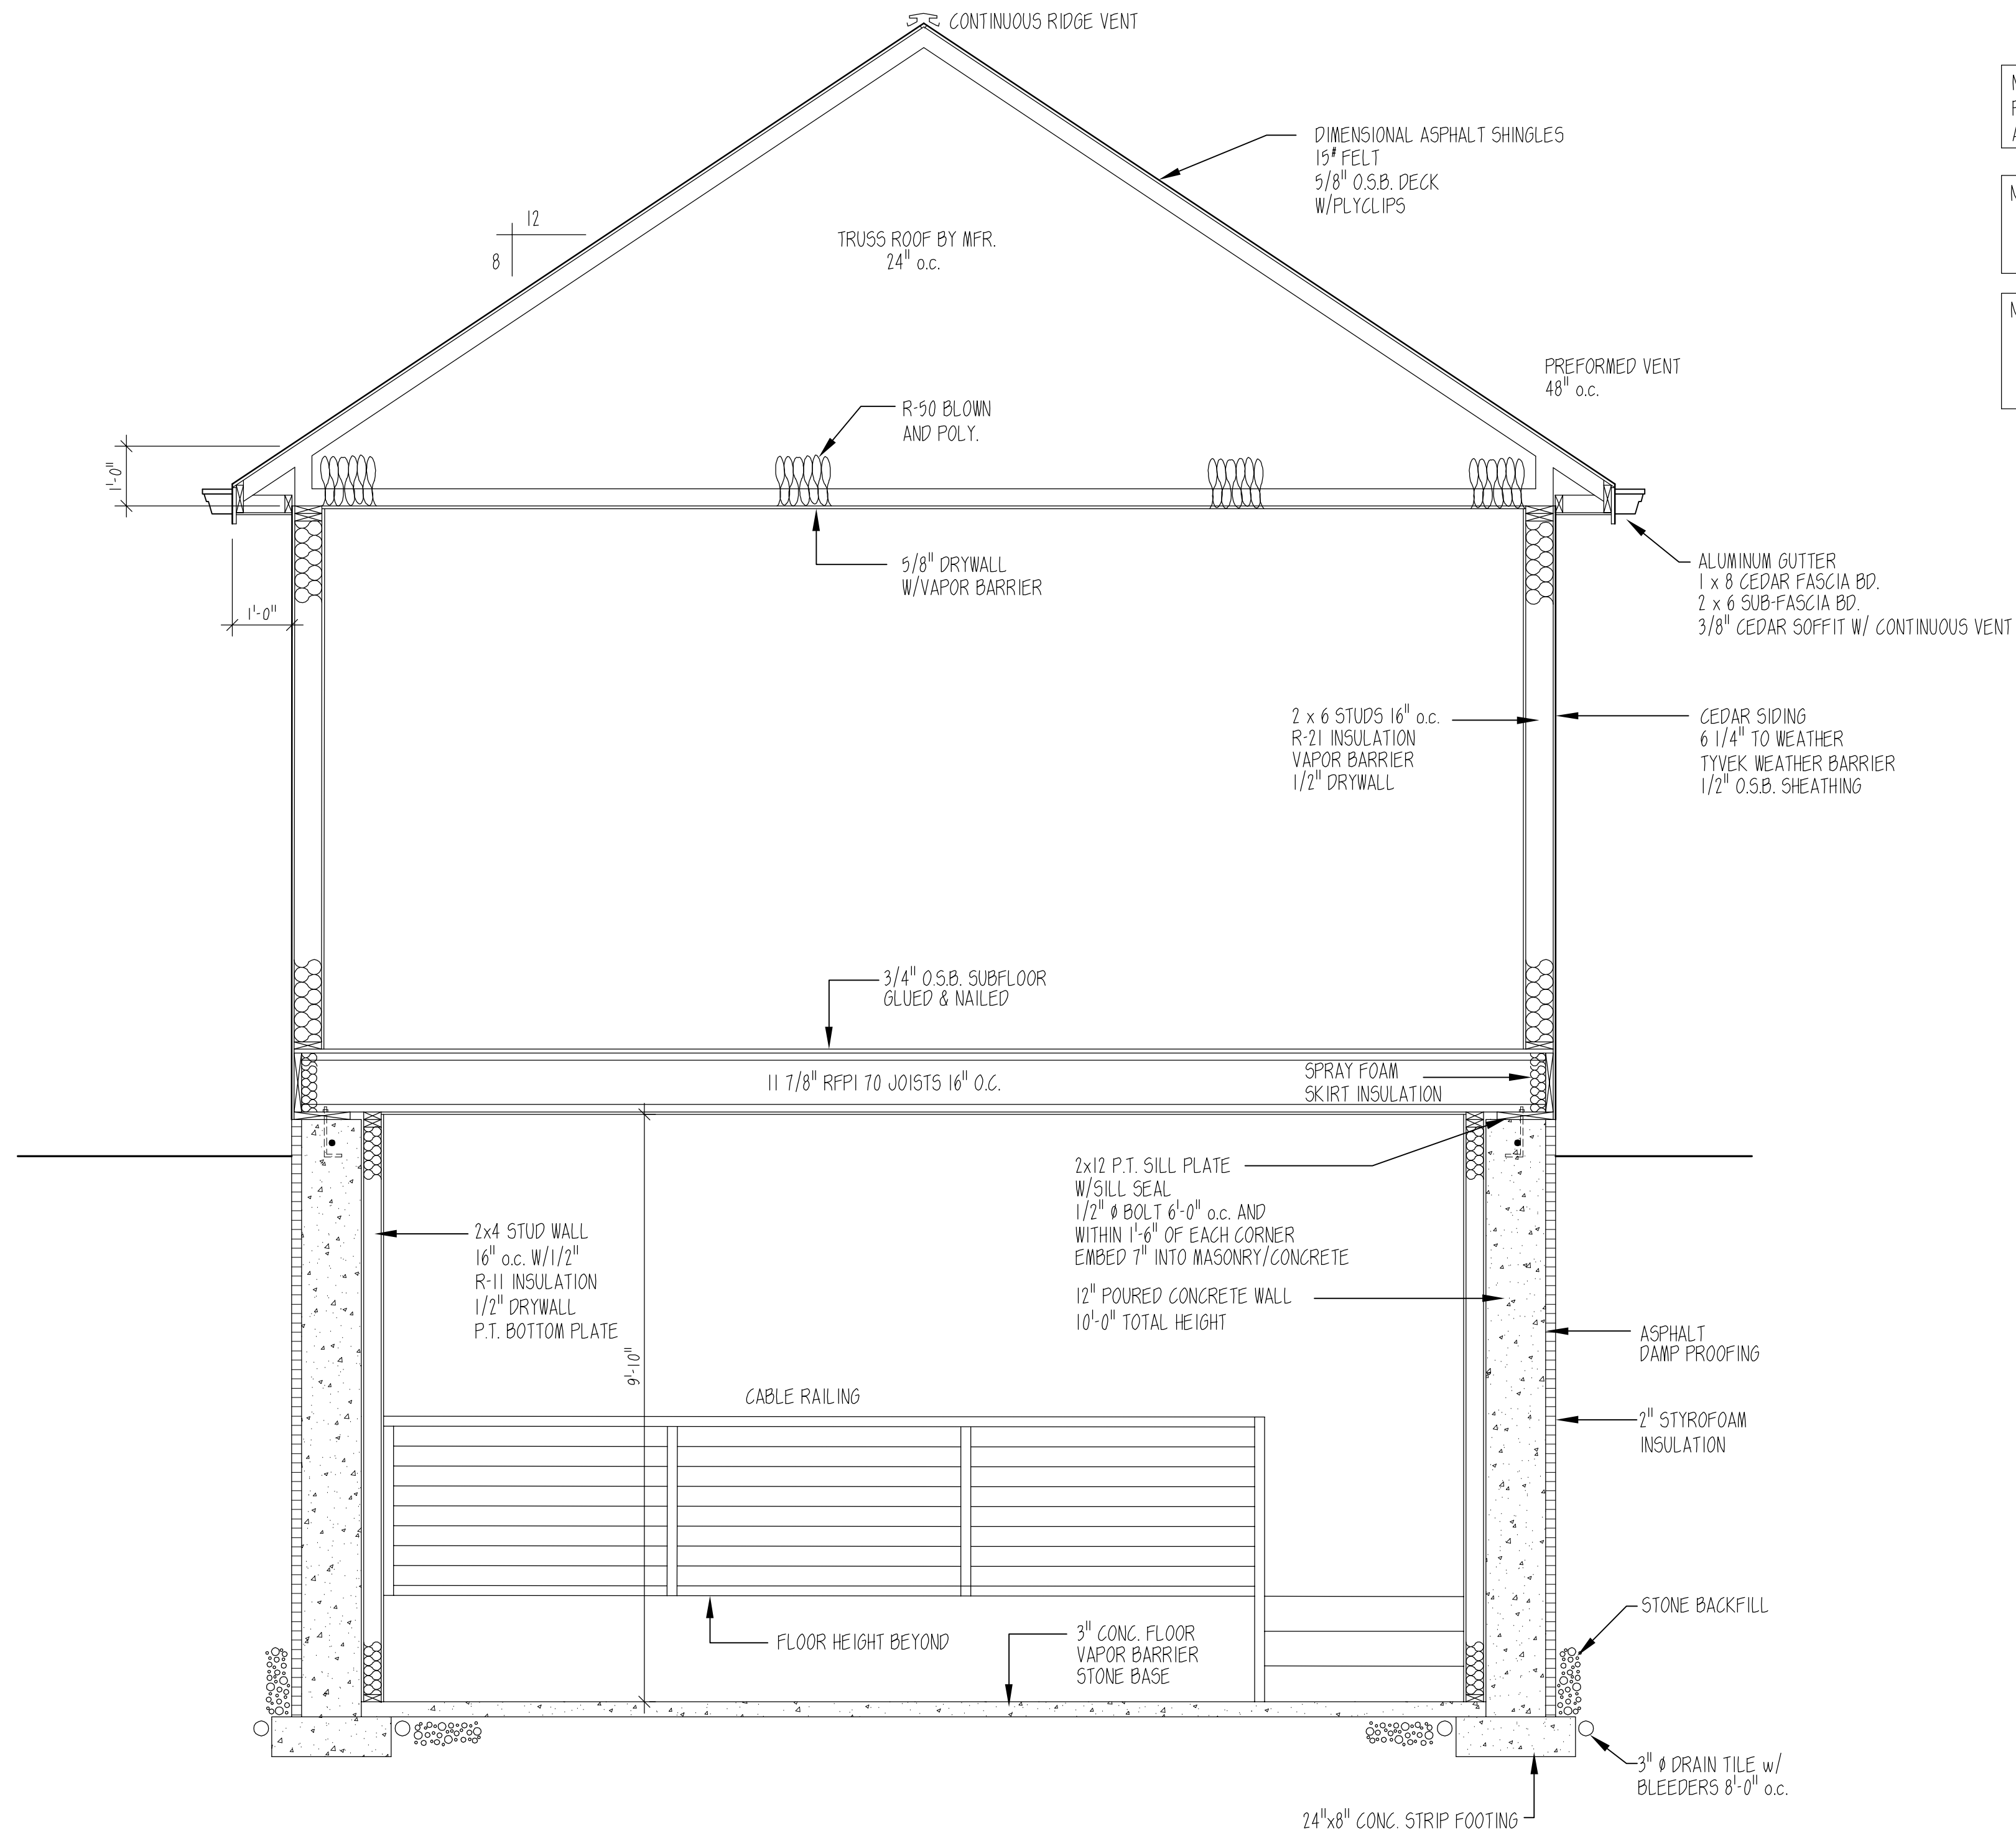 CONTINUOUS RIDGE VENT
DIMENSIONAL ASPHALT SHINGLES
15# FELT
5/8" O.S.B. DECK
W/PLYCLIPS
12
8
TRUSS ROOF BY MFR.
24" o.c.
PREFORMED VENT
48" o.c.
R-50 BLOWN
AND POLY.
1'-0"
5/8" DRYWALL
W/VAPOR BARRIER
1'-0"
ALUMINUM GUTTER
1 x 8 CEDAR FASCIA BD.
2 x 6 SUB-FASCIA BD.
3/8" CEDAR SOFFIT W/ CONTINUOUS VENT
2 x 6 STUDS 16" o.c.
R-21 INSULATION
VAPOR BARRIER
1/2" DRYWALL
CEDAR SIDING
6 1/4" TO WEATHER
TYVEK WEATHER BARRIER
1/2" O.S.B. SHEATHING
3/4" O.S.B. SUBFLOOR
GLUED & NAILED
11 7/8" RFPI 70 JOISTS 16" O.C.
SPRAY FOAM
SKIRT INSULATION
2x12 P.T. SILL PLATE
W/SILL SEAL
1/2" ø BOLT 6'-0" o.c. AND
WITHIN 1'-6" OF EACH CORNER
EMBED 7" INTO MASONRY/CONCRETE
12" POURED CONCRETE WALL
10'-0" TOTAL HEIGHT
2x4 STUD WALL
16" o.c. W/1/2"
R-11 INSULATION
1/2" DRYWALL
P.T. BOTTOM PLATE
9'-10"
ASPHALT
DAMP PROOFING
CABLE RAILING
2" STYROFOAM
INSULATION
STONE BACKFILL
FLOOR HEIGHT BEYOND
3" CONC. FLOOR
VAPOR BARRIER
STONE BASE
3" ø DRAIN TILE w/
BLEEDERS 8'-0" o.c.
24"x8" CONC. STRIP FOOTING